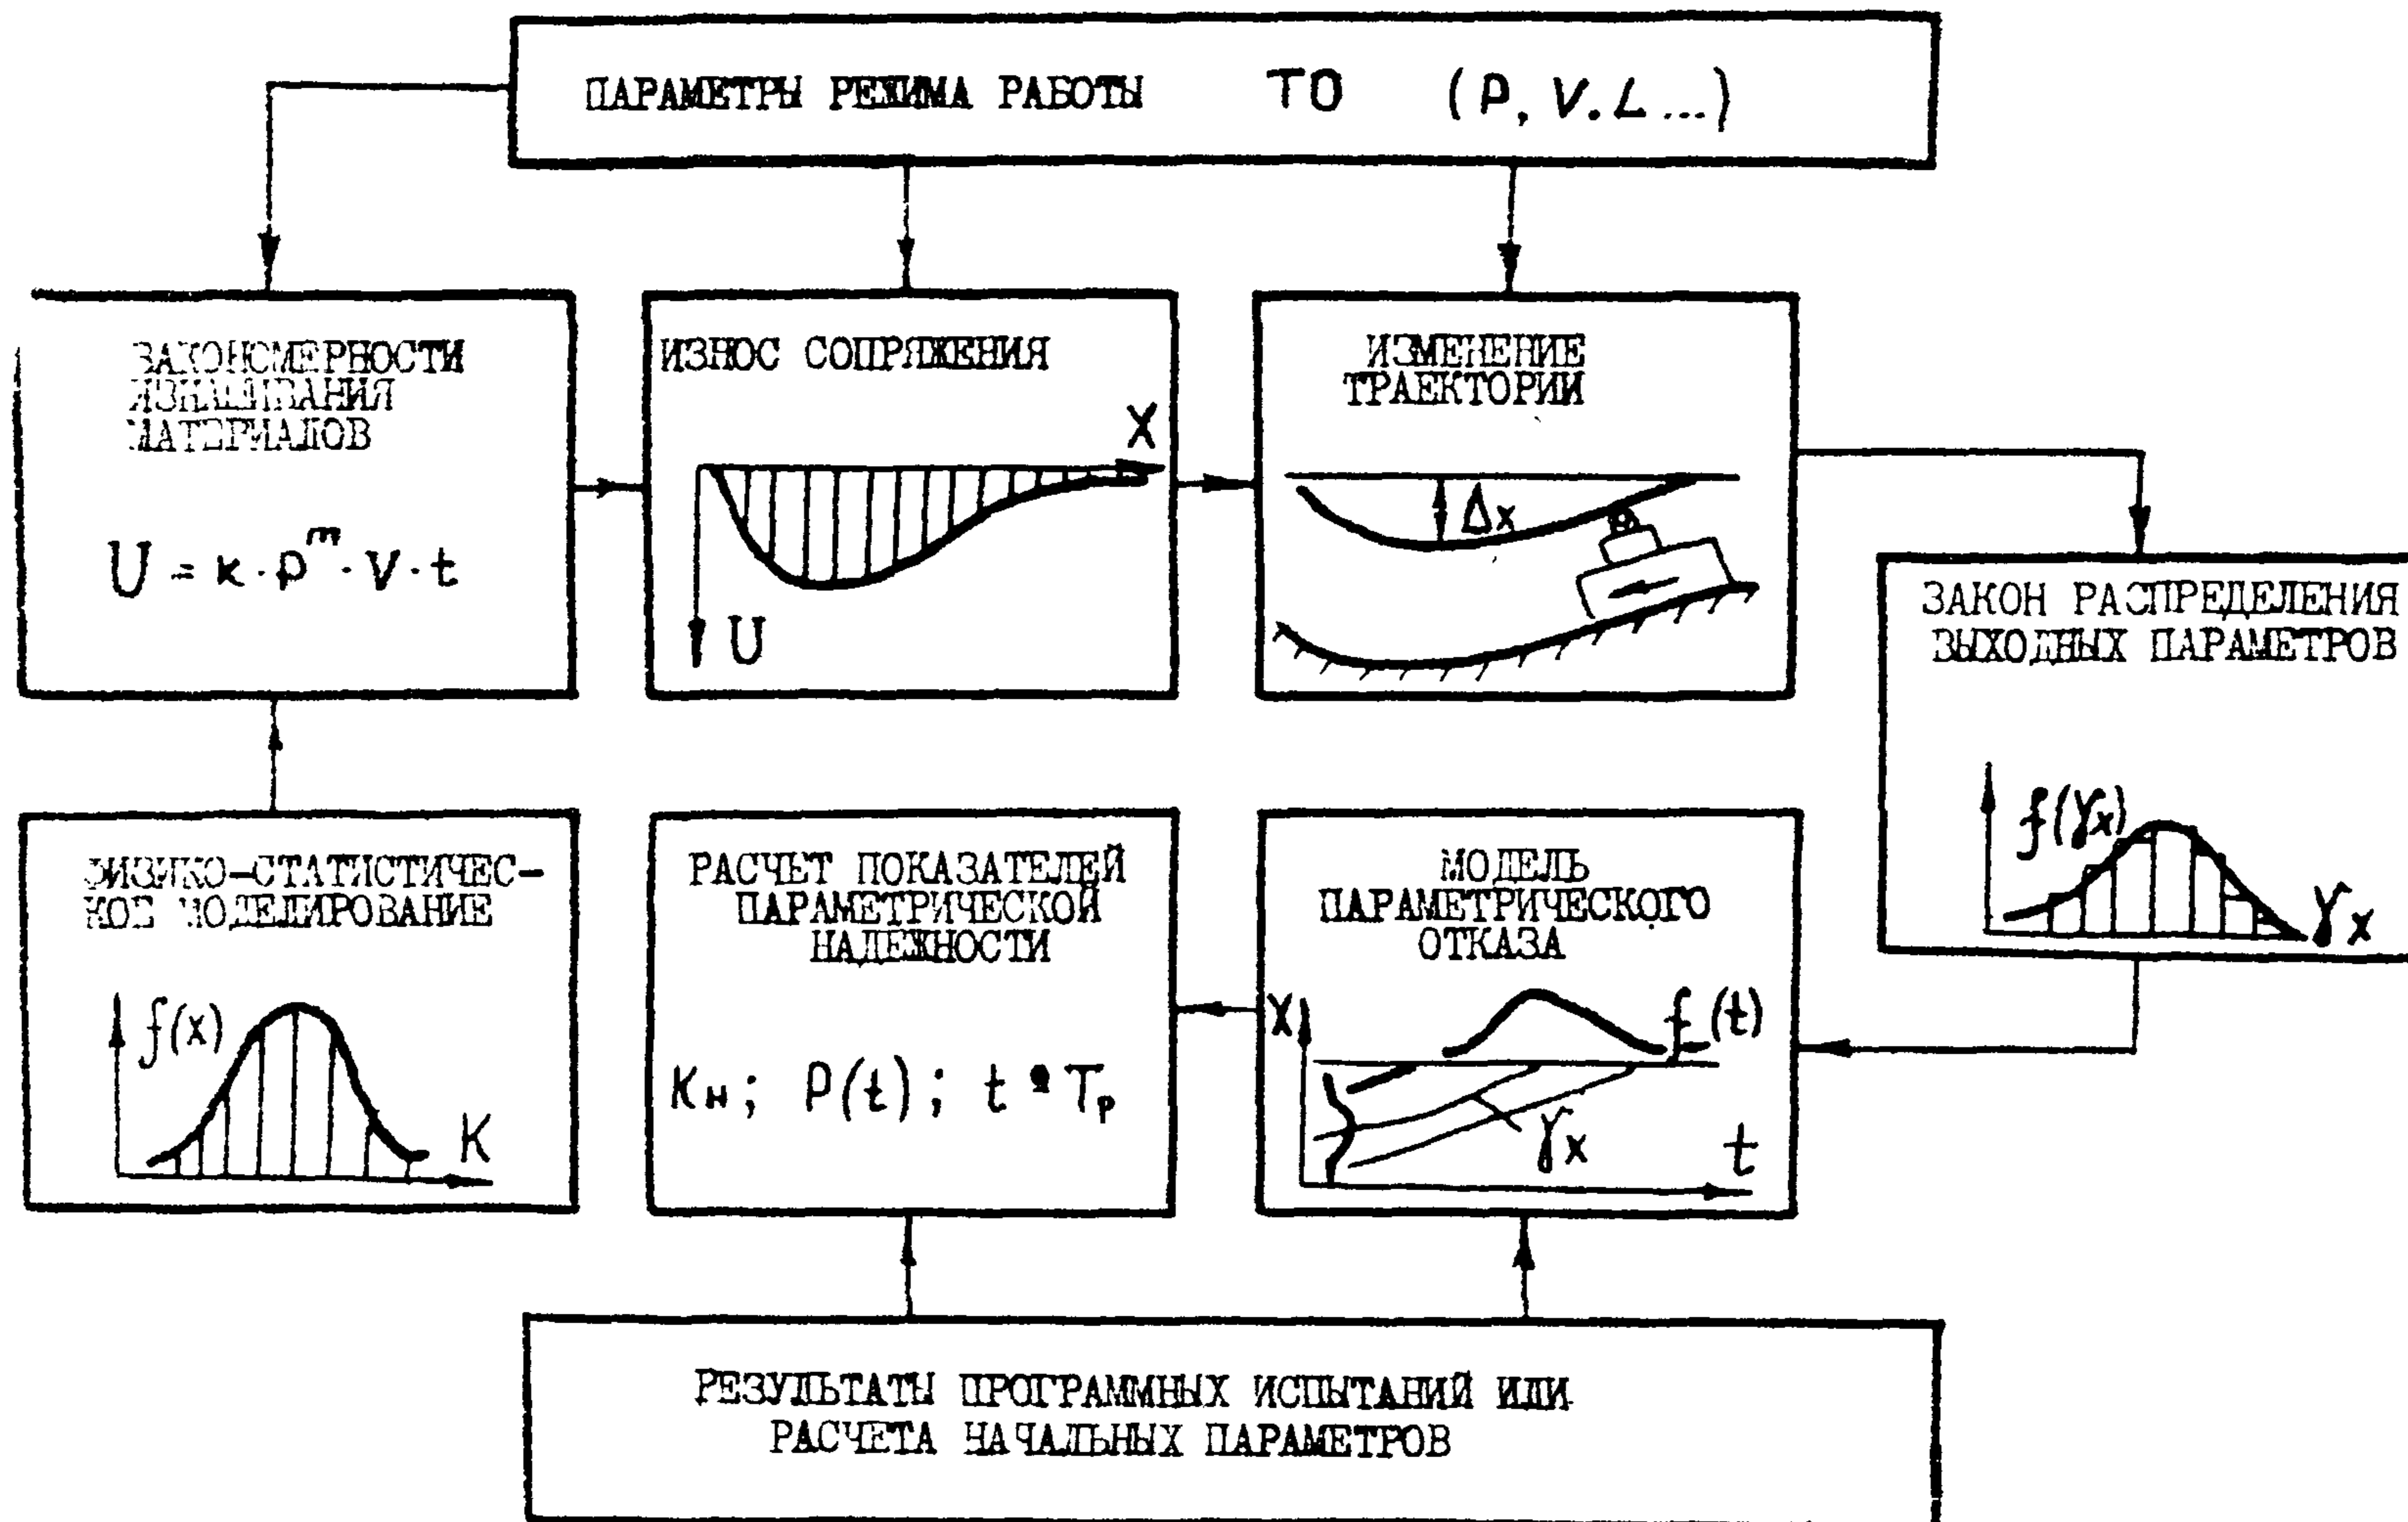 ПАРАМЕТРЫ РЕЖИМА РАБОТЫ ТО (P, V. L ...)
ЗАКОНОМЕРНОСТИ
ИЗНАШИВАНИЯ
МАТЕРИАЛОВ
U = к · p^m · v · t
ИЗНОС СОПРЯЖЕНИЯ
X
U
ИЗМЕНЕНИЕ
ТРАЕКТОРИИ
Δx
ЗАКОН РАСПРЕДЕЛЕНИЯ
ВЫХОДНЫХ ПАРАМЕТРОВ
f(γx)
γx
ФИЗИКО-СТАТИСТИЧЕС-
КОЕ МОДЕЛИРОВАНИЕ
f(x)
K
РАСЧЕТ ПОКАЗАТЕЛЕЙ
ПАРАМЕТРИЧЕСКОЙ
НАДЕЖНОСТИ
Kн; P(t); t Tр
МОДЕЛЬ
ПАРАМЕТРИЧЕСКОГО
ОТКАЗА
X
f(t)
γx
t
РЕЗУЛЬТАТЫ ПРОГРАММНЫХ ИСПЫТАНИЙ ИЛИ
РАСЧЕТА НАЧАЛЬНЫХ ПАРАМЕТРОВ